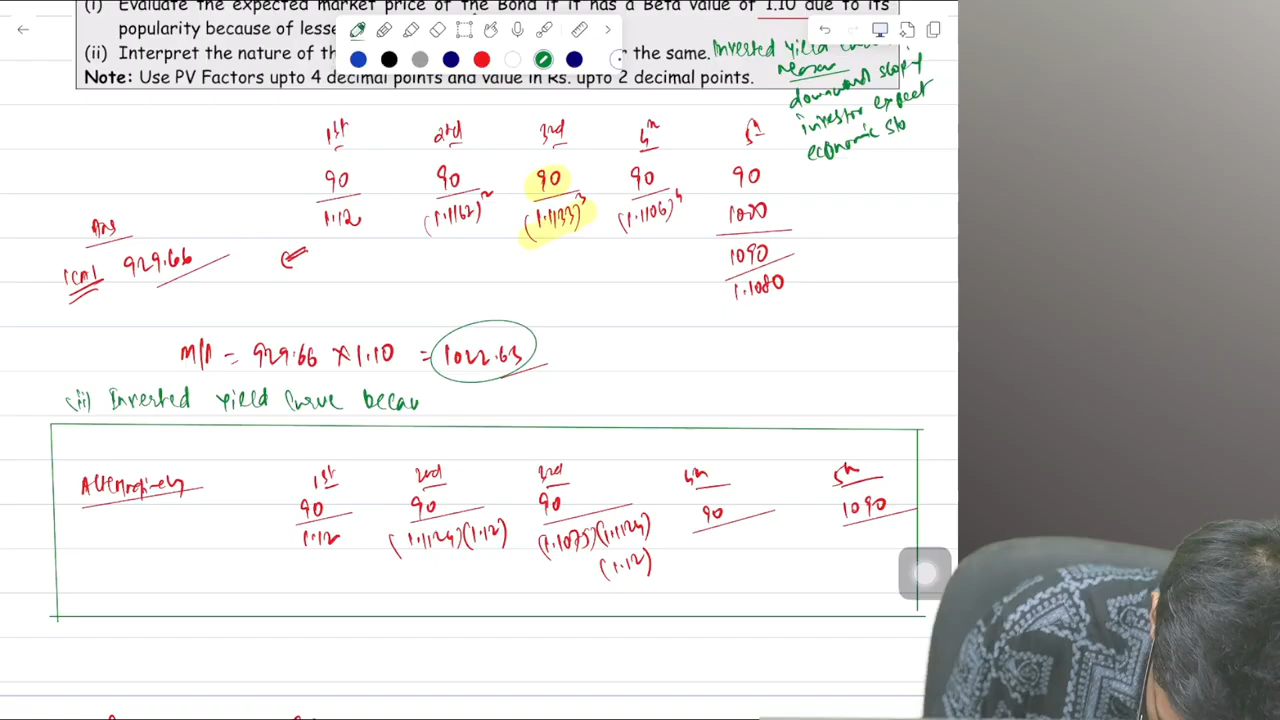 (i) Evaluate the expected market price of the Bond if it has a Beta value of 1.10 due to its
popularity because of lesse
(ii) Interpret the nature of th r the same.
Note: Use PV Factors upto 4 decimal points and value in Rs. upto 2 decimal points.
Inverted yield
downward slopy
investor expect
economic slo
1st 2nd 3rd 4th 5th
90 90 90 90 90
1.12 (1.1162)² (1.1133)³ (1.1106)⁴ 1000
1090
1.1080
Ans
929.66
M/P = 929.66 × 1.10 = 1022.63
(ii) Inverted yield Curve becau
Alternatively 1st 2nd 3rd 4th 5th
90 90 90 90 1090
1.12 (1.1124)(1.12) (1.1075)(1.1124)
(1.12)